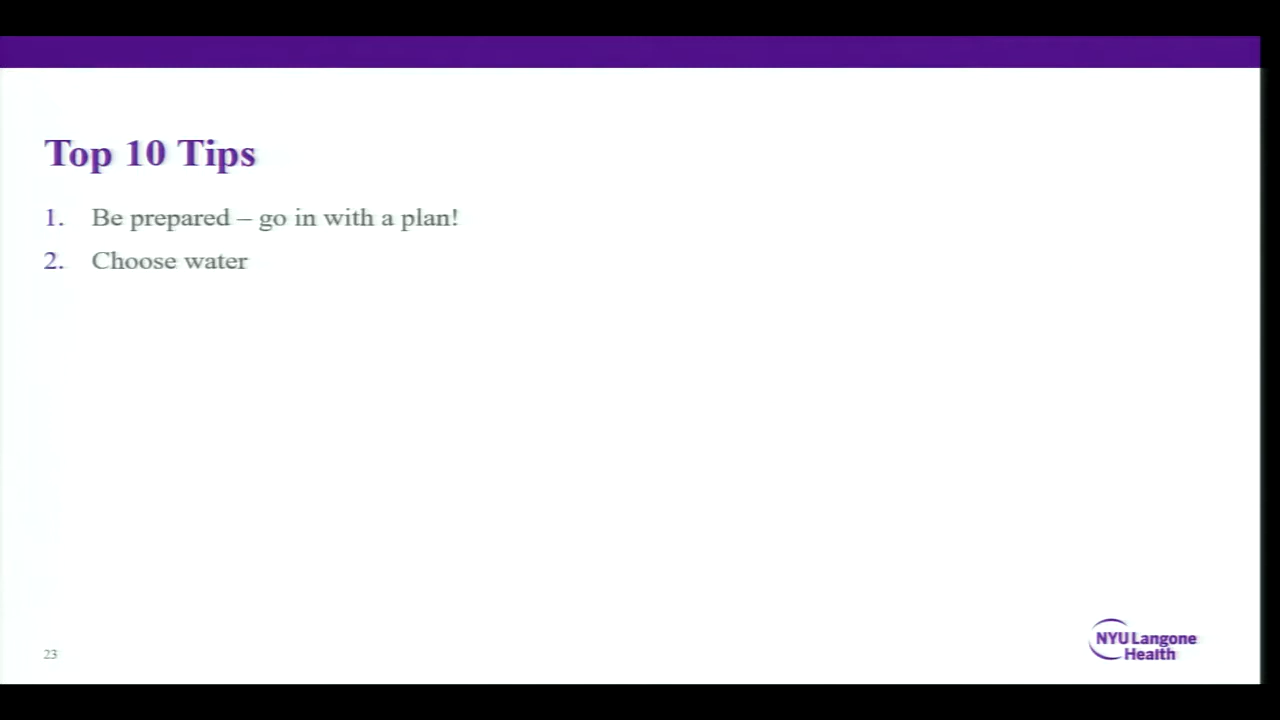 Top 10 Tips
1. Be prepared – go in with a plan!
2. Choose water
23
NYU Langone
Health